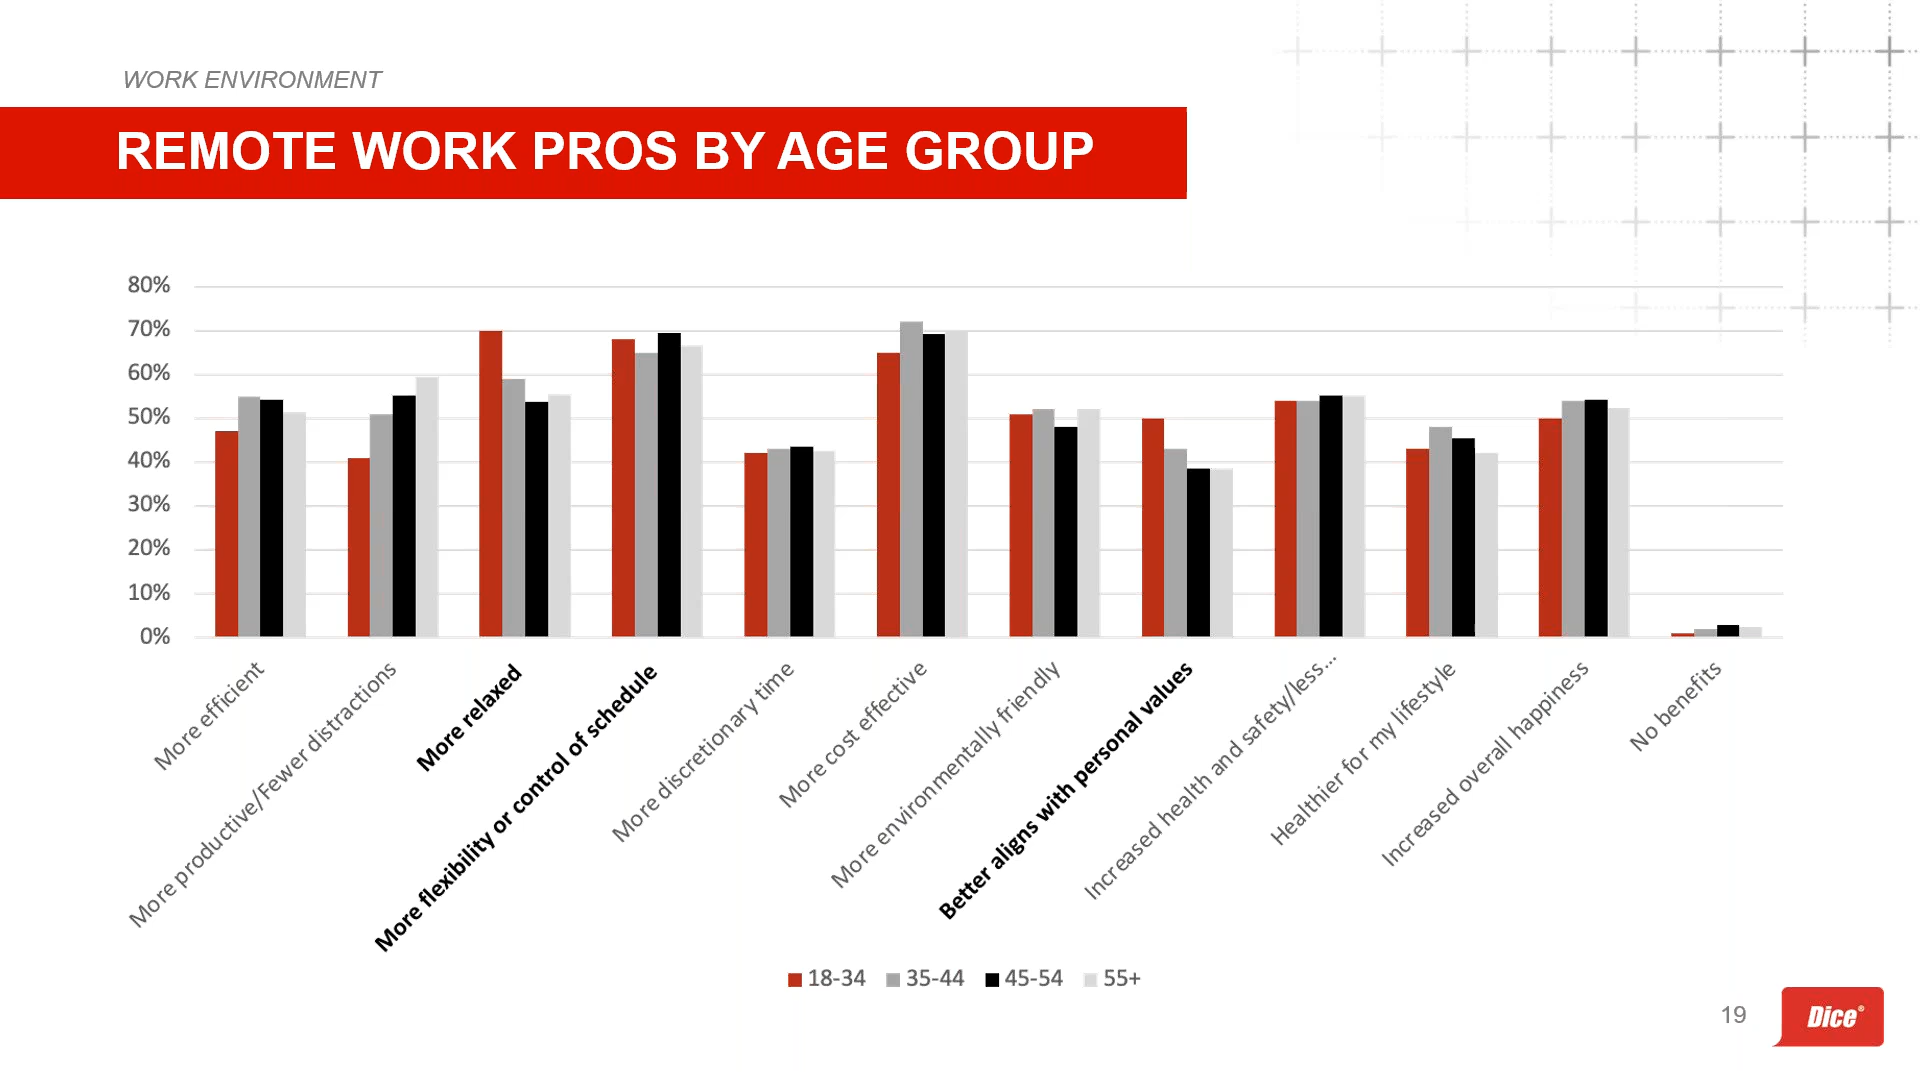 WORK ENVIRONMENT
REMOTE WORK PROS BY AGE GROUP
80%
70%
60%
50%
40%
30%
20%
10%
0%
More efficient
More productive/Fewer distractions
More relaxed
More flexibility or control of schedule
More discretionary time
More cost effective
More environmentally friendly
Better aligns with personal values
Increased health and safety/less...
Healthier for my lifestyle
Increased overall happiness
No benefits
18-34 35-44 45-54 55+
19
Dice®